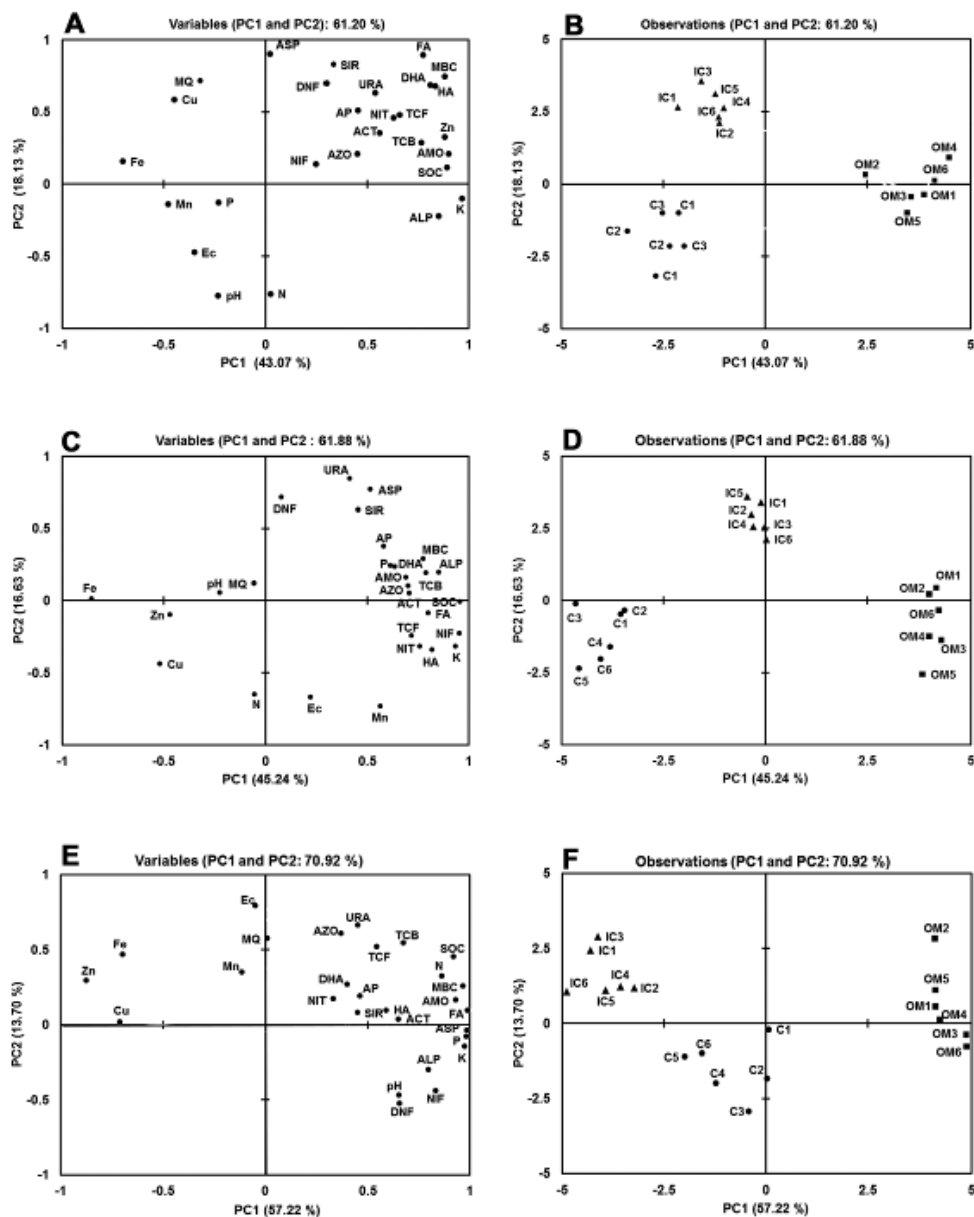 A
Variables (PC1 and PC2): 61.20 %
1
0.5
0
-0.5
-1
-1
-0.5
0
0.5
1
PC2 (18.13 %)
PC1 (43.07 %)
ASP
FA
SIR
MBC
MQ
DNF
DHA
URA
HA
Cu
AP
NIT
TCF
ACT
Zn
TCB
AZO
AMO
Fe
NIF
SOC
Mn
P
K
ALP
Ec
pH
N
B
Observations (PC1 and PC2: 61.20 %
5
2.5
0
-2.5
-5
-5
-2.5
0
2.5
5
PC2 (18.13 %)
PC1 (43.07 %)
IC3
IC5
IC1
IC4
IC6
IC2
OM4
OM2
OM6
OM3
OM1
OM5
C3
C1
C2
C2
C3
C1
C
Variables (PC1 and PC2 : 61.88 %)
1
0.5
0
-0.5
-1
-1
-0.5
0
0.5
1
PC2 (16.63 %)
PC1 (45.24 %)
URA
ASP
DNF
SIR
AP
MBC
P
DHA
ALP
AMO
TCB
Fe
pH
MQ
AZO
ACT
SOC
Zn
FA
TCF
NIF
NIT
Cu
HA
K
N
Ec
Mn
D
Observations (PC1 and PC2: 61.88 %)
5
2.5
0
-2.5
-5
-5
-2.5
0
2.5
5
PC2 (16.63 %)
PC1 (45.24 %)
IC5
IC1
IC2
IC4
IC3
IC6
OM1
OM2
OM6
OM4
OM3
OM5
C3
C2
C1
C4
C6
C5
E
Variables (PC1 and PC2: 70.92 %)
1
0.5
0
-0.5
-1
-1
-0.5
0
0.5
1
PC2 (13.70 %)
PC1 (57.22 %)
Ec
URA
AZO
MQ
TCB
Fe
TCF
SOC
Zn
Mn
DHA
N
AP
MBC
NIT
AMO
Cu
SIR
HA
ACT
FA
ASP
P
K
ALP
pH
NIF
DNF
F
Observations (PC1 and PC2: 70.92 %)
5
2.5
0
-2.5
-5
-5
-2.5
0
2.5
5
PC2 (13.70 %)
PC1 (57.22 %)
IC3
IC1
OM2
IC4
IC6
IC5
IC2
OM5
OM1
OM4
OM3
OM6
C1
C6
C5
C4
C2
C3